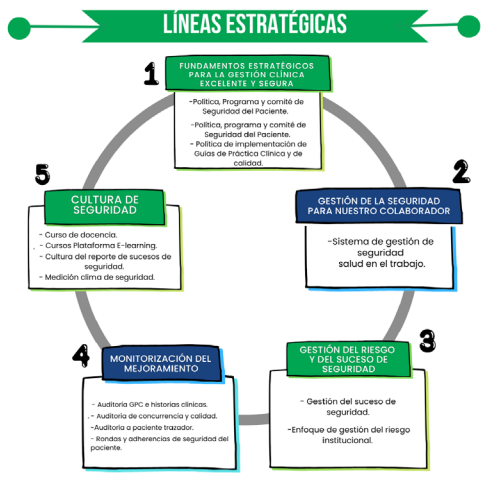 LÍNEAS ESTRATÉGICAS
1
FUNDAMENTOS ESTRATÉGICOS
PARA LA GESTIÓN CLÍNICA
EXCELENTE Y SEGURA
-Política, Programa y comité de
Seguridad del Paciente.
-Política, programa y comité de
Seguridad del Paciente.
- Política de implementación de
Guias de Práctica Clínica y de
calidad.
2
GESTIÓN DE LA SEGURIDAD
PARA NUESTRO COLABORADOR
-Sistema de gestión de
seguridad
salud en el trabajo.
3
GESTIÓN DEL RIESGO
Y DEL SUCESO DE
SEGURIDAD
- Gestión del suceso de
seguridad.
-Enfoque de gestión del riesgo
institucional.
4
MONITORIZACIÓN DEL
MEJORAMIENTO
- Auditoria GPC e historias clínicas.
. - Auditoria de concurrencia y calidad.
-Auditoria a paciente trazador.
- Rondas y adherencias de seguridad del
paciente.
5
CULTURA DE
SEGURIDAD
- Curso de docencia.
. - Cursos Plataforma E-learning.
- Cultura del reporte de sucesos de
seguridad.
- Medición clima de seguridad.